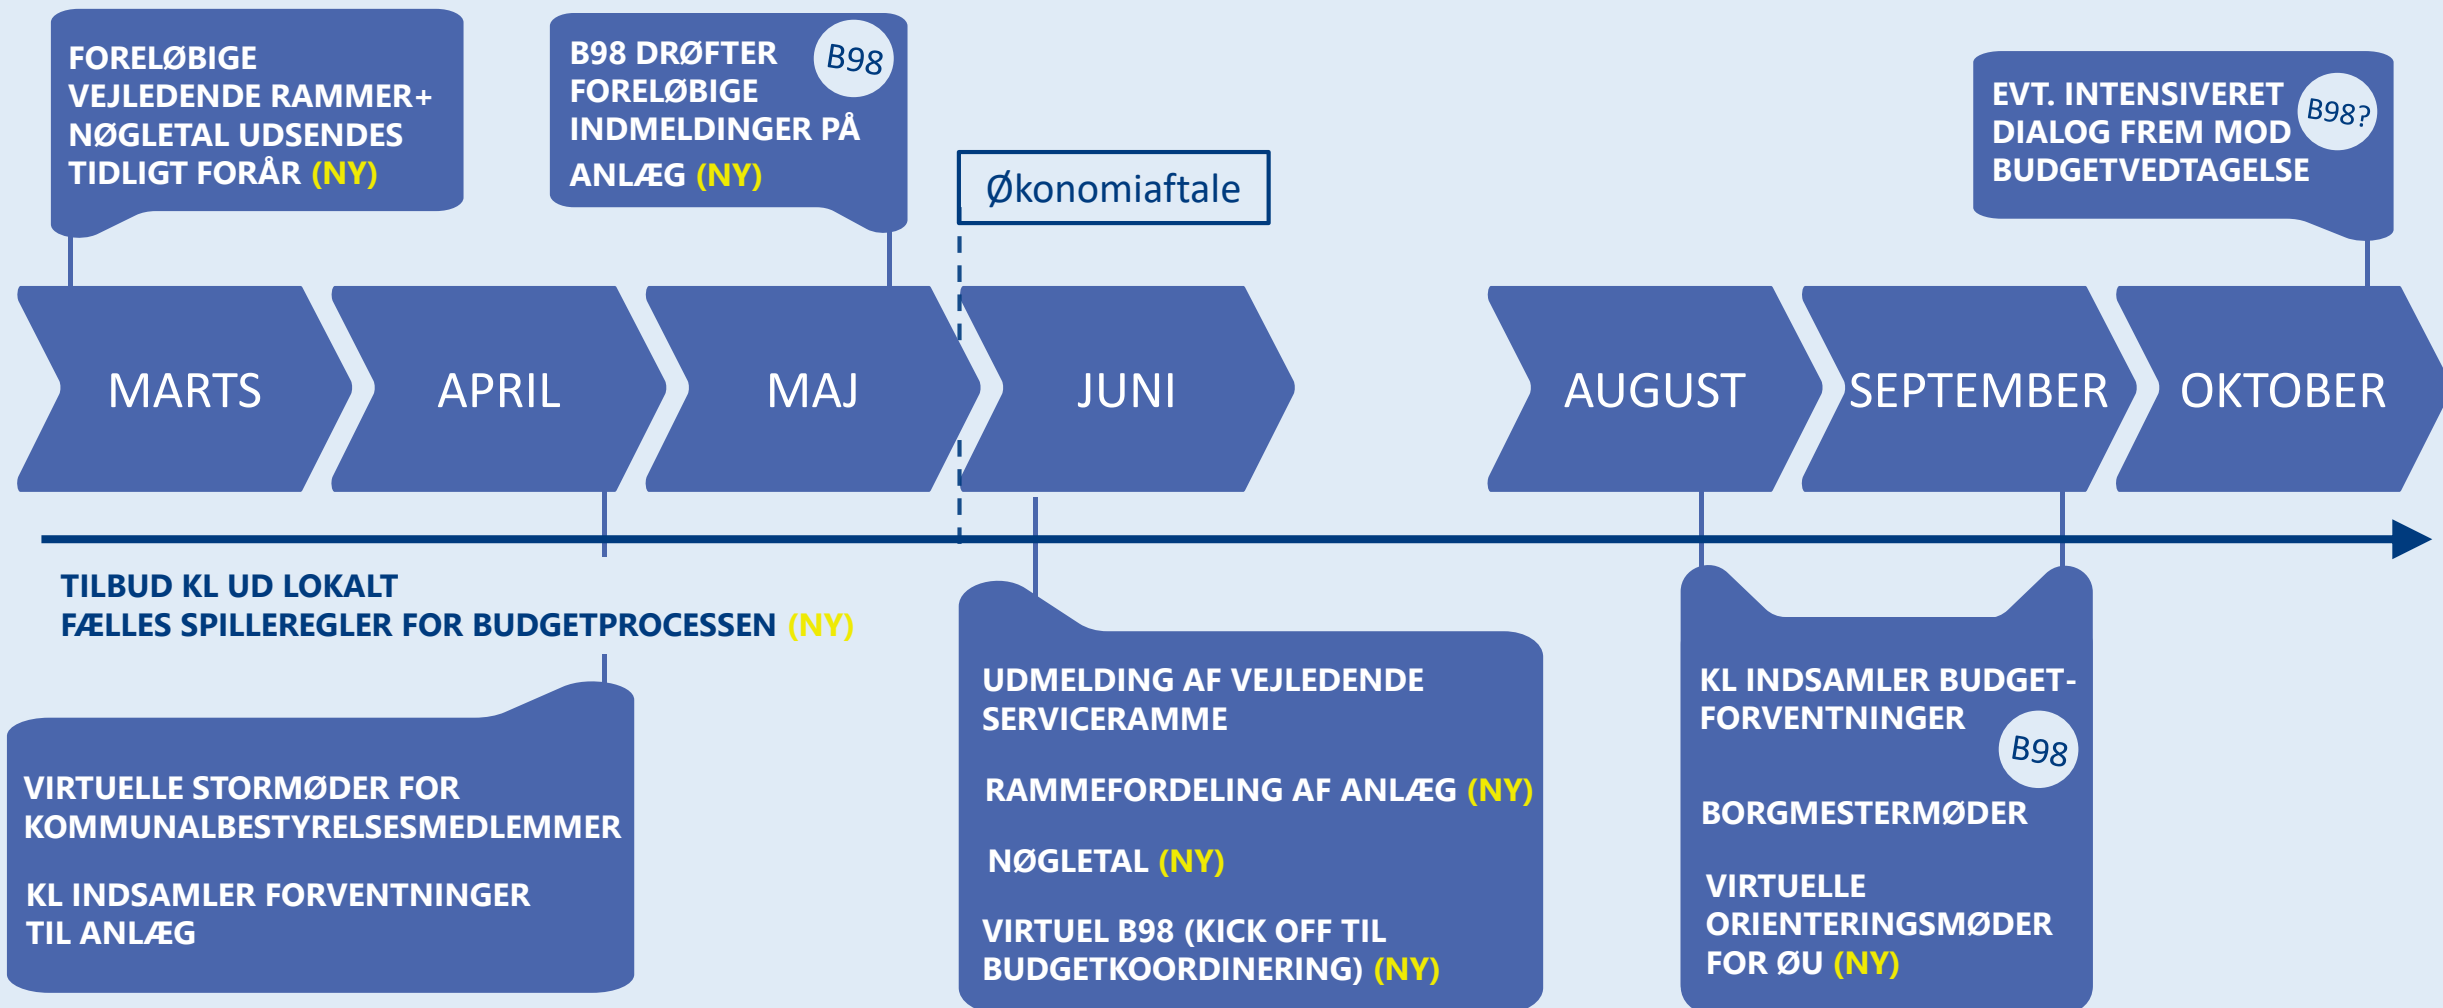 FORELØBIGE
VEJLEDENDE RAMMER+
NØGLETAL UDSENDES
TIDLIGT FORÅR (NY)
B98 DRØFTER
FORELØBIGE
INDMELDINGER PÅ
ANLÆG (NY)
B98
Økonomiaftale
EVT. INTENSIVERET
DIALOG FREM MOD
BUDGETVEDTAGELSE
B98?
MARTS
APRIL
MAJ
JUNI
AUGUST
SEPTEMBER
OKTOBER
TILBUD KL UD LOKALT
FÆLLES SPILLEREGLER FOR BUDGETPROCESSEN (NY)
VIRTUELLE STORMØDER FOR
KOMMUNALBESTYRELSESMEDLEMMER
KL INDSAMLER FORVENTNINGER
TIL ANLÆG
UDMELDING AF VEJLEDENDE
SERVICERAMME
RAMMEFORDELING AF ANLÆG (NY)
NØGLETAL (NY)
VIRTUEL B98 (KICK OFF TIL
BUDGETKOORDINERING) (NY)
KL INDSAMLER BUDGET-
FORVENTNINGER
B98
BORGMESTERMØDER
VIRTUELLE
ORIENTERINGSMØDER
FOR ØU (NY)